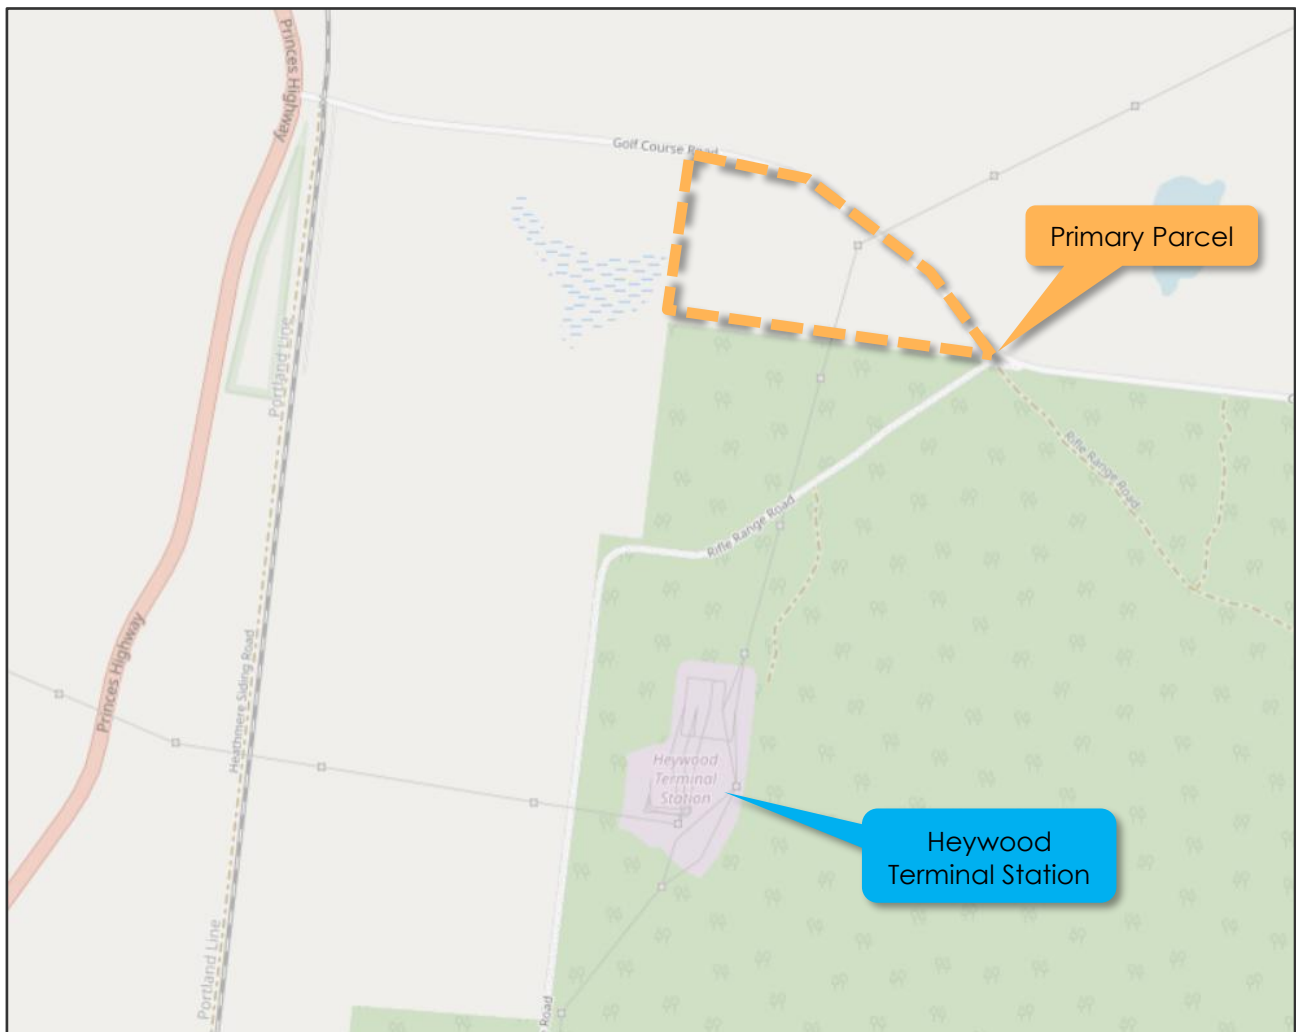 Princes Highway
Golf Course Road
Primary Parcel
Portland Line
Rifle Range Road
Rifle Range Road
Princes Highway
Heathmere Siding Road
Heywood
Terminal
Station
Heywood
Terminal Station
Portland Line
Road